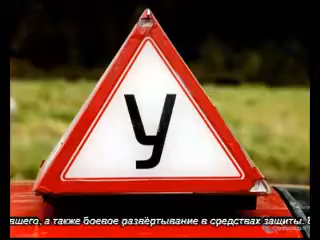 У
вшего, а также боевое развёртывание в средствах защиты.